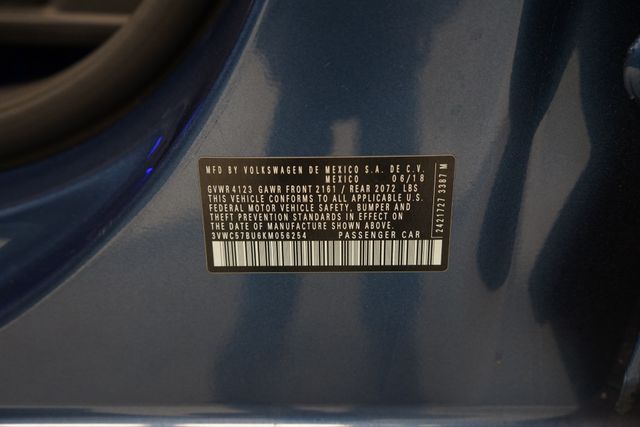 MFD BY VOLKSWAGEN DE MEXICO S.A. DE C.V.
MEXICO 06/18
GVWR 4123 GAWR FRONT 2161 / REAR 2072 LBS
THIS VEHICLE CONFORMS TO ALL APPLICABLE U.S.
FEDERAL MOTOR VEHICLE SAFETY, BUMPER AND
THEFT PREVENTION STANDARDS IN EFFECT ON
THE DATE OF MANUFACTURE SHOWN ABOVE.
3VWC57BU6KM056254 PASSENGER CAR
2421727 3387 M